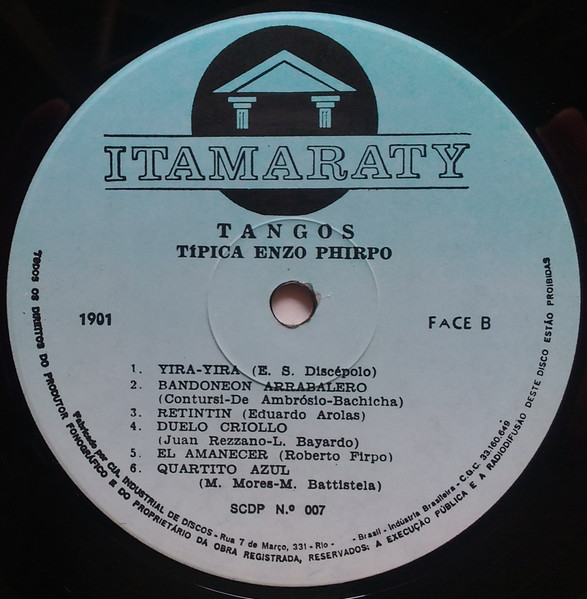 ITAMARATY
TANGOS
TíPICA ENZO PHIRPO
1901
FACE B
1. YIRA-YIRA (E. S. Discépolo)
2. BANDONEON ARRABALERO
(Contursi-De Ambrósio-Bachicha)
3. RETINTIN (Eduardo Arolas)
4. DUELO CRIOLLO
(Juan Rezzano-L. Bayardo)
5. EL AMANECER (Roberto Firpo)
6. QUARTITO AZUL
(M. Mores-M. Battistela)
SCDP N.º 007
Fabricado por CIA. INDUSTRIAL DE DISCOS - Rua 7 de Março, 331 - Rio - - Brasil - Indústria Brasileira - C.G.C. 33.160.649
TODOS OS DIREITOS DO PRODUTOR FONOGRÁFICO E DO PROPRIETÁRIO DA OBRA REGISTRADA, RESERVADOS: A EXECUÇÃO PÚBLICA E A RADIODIFUSÃO DESTE DISCO ESTÃO PROIBIDAS